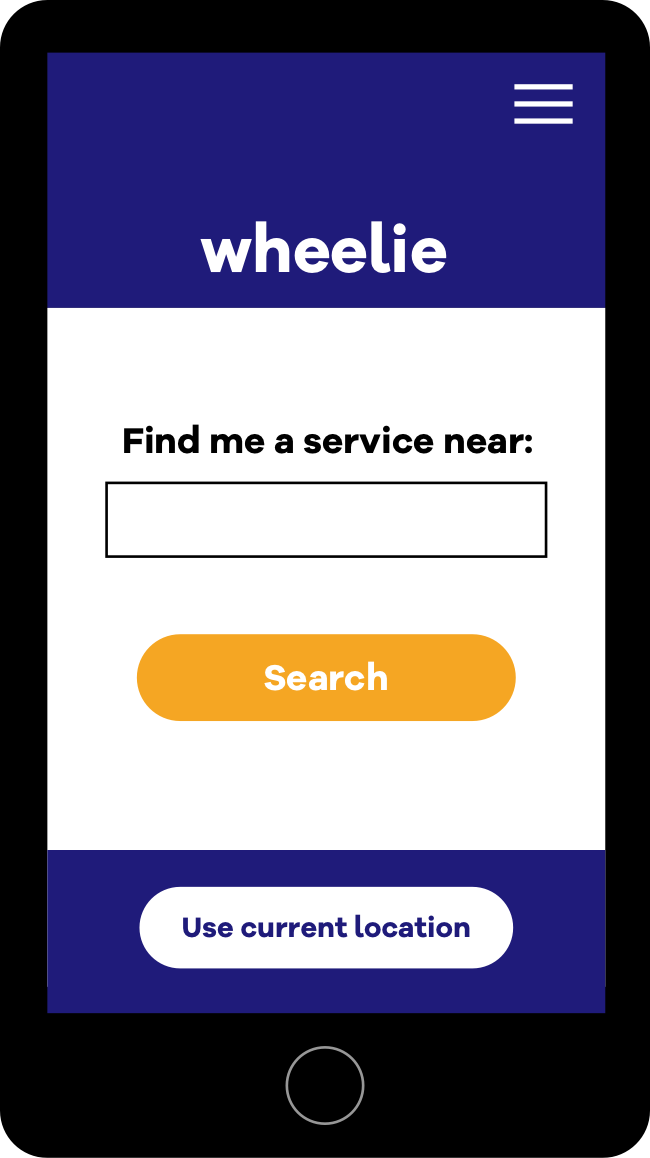 wheelie
Find me a service near:
Search
Use current location